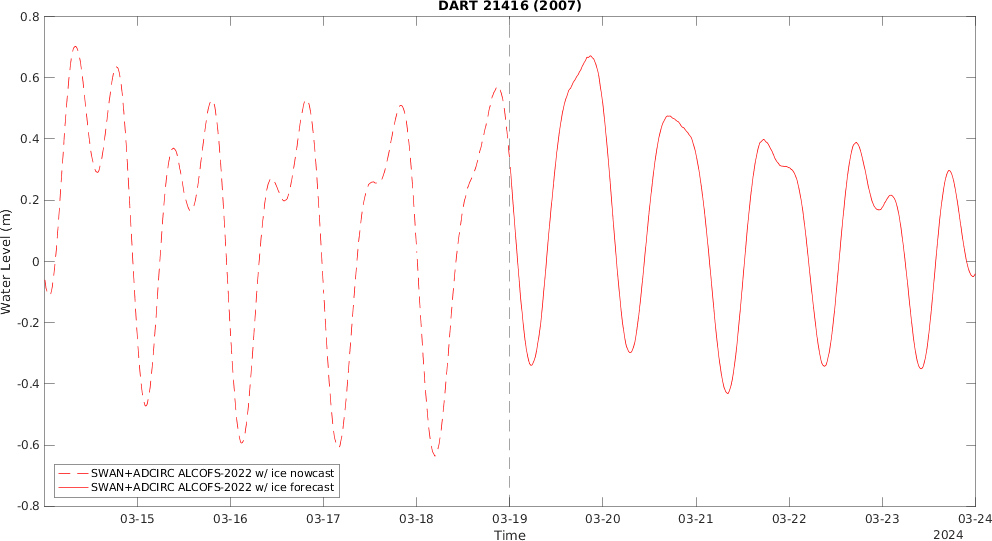 DART 21416 (2007)
0.8
0.6
0.4
0.2
0
-0.2
-0.4
-0.6
-0.8
Water Level (m)
SWAN+ADCIRC ALCOFS-2022 w/ ice nowcast
SWAN+ADCIRC ALCOFS-2022 w/ ice forecast
03-15 03-16 03-17 03-18 03-19 03-20 03-21 03-22 03-23 03-24
Time
2024